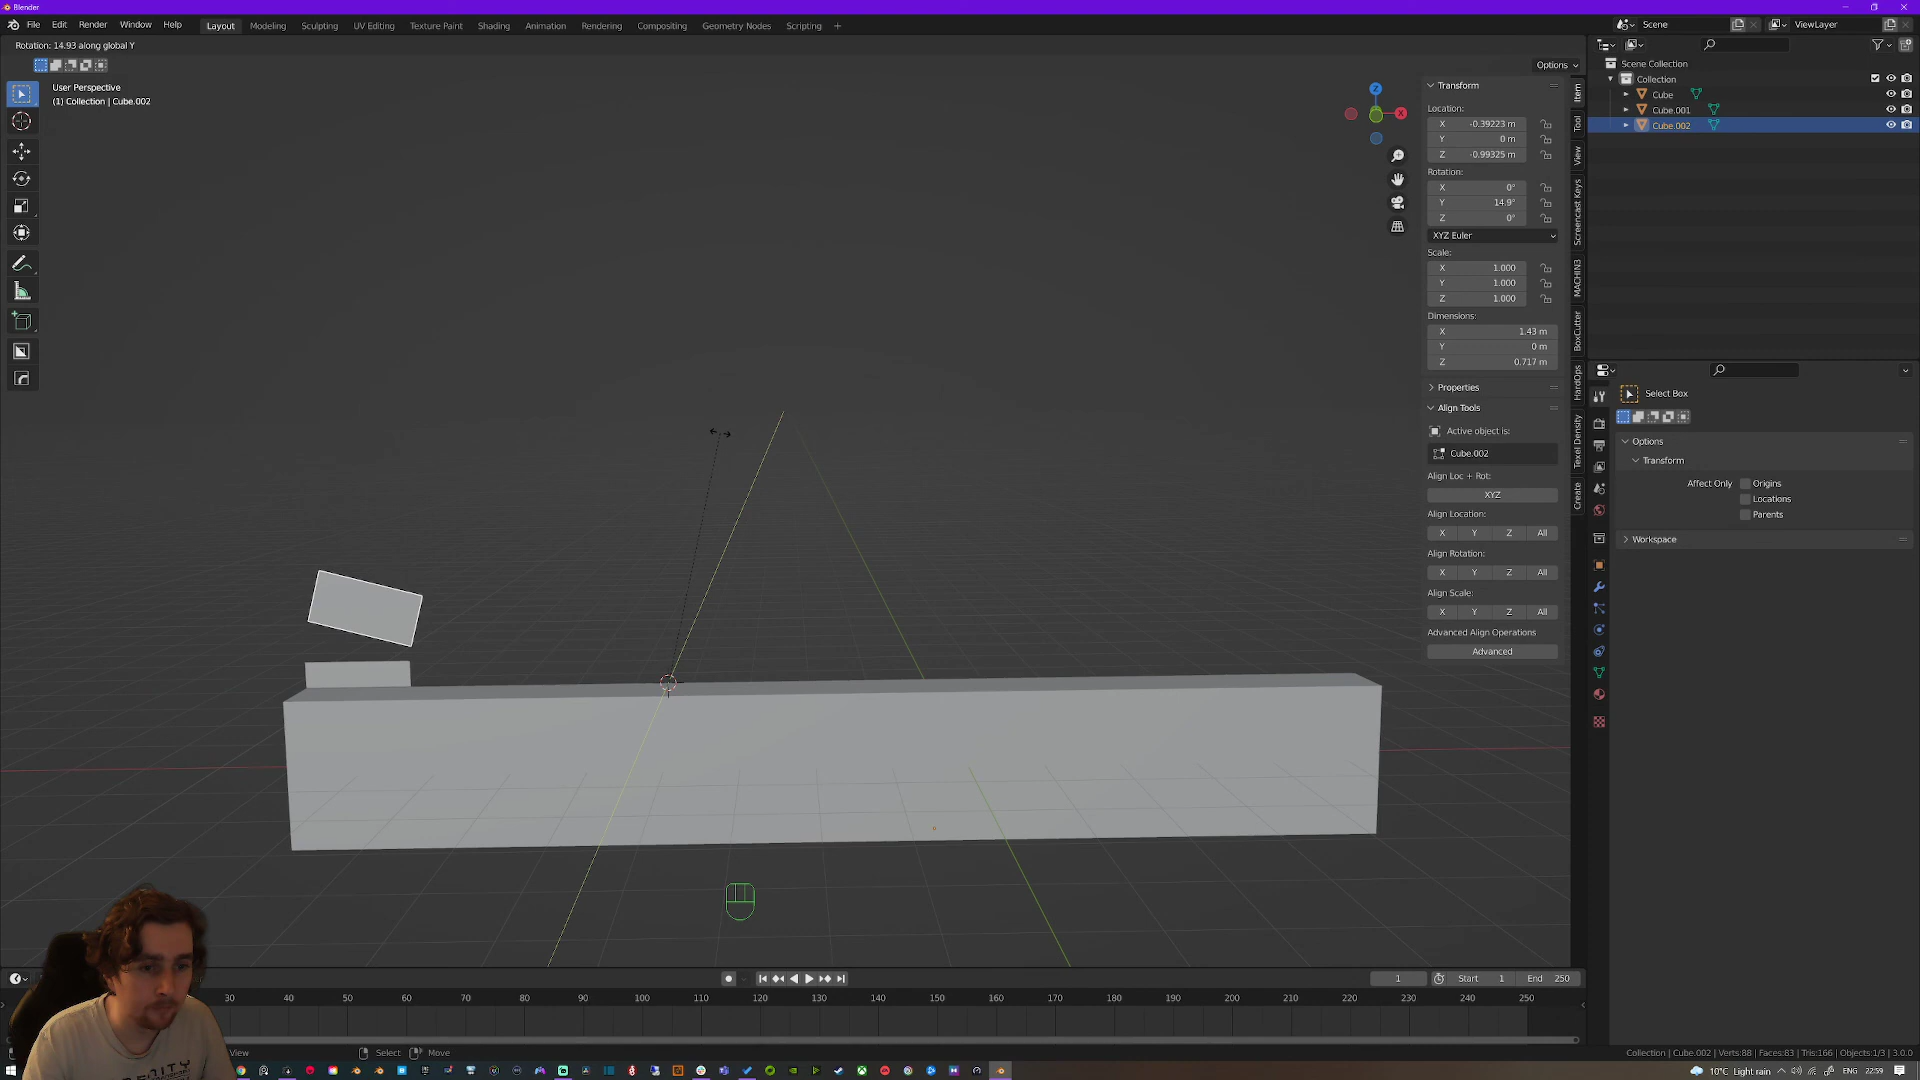 Blender
File Edit Render Window Help Layout Modeling Sculpting UV Editing Texture Paint Shading Animation Rendering Compositing Geometry Nodes Scripting + Scene ViewLayer
Rotation: 14.93 along global Y
Options
User Perspective
(1) Collection | Cube.002
Z
X
Transform
Location:
X -0.39223 m
Y 0 m
Z -0.99325 m
Rotation:
X 0°
Y 14.9°
Z 0°
XYZ Euler
Scale:
X 1.000
Y 1.000
Z 1.000
Dimensions:
X 1.43 m
Y 0 m
Z 0.717 m
Properties
Align Tools
Active object is:
Cube.002
Align Loc + Rot:
XYZ
Align Location:
X Y Z All
Align Rotation:
X Y Z All
Align Scale:
X Y Z All
Advanced Align Operations
Advanced
Item
Tool
View
Screencast Keys
MACHIN3
BoxCutter
HardOps
Texel Density
Create
Scene Collection
Collection
Cube
Cube.001
Cube.002
Select Box
Options
Transform
Affect Only Origins
Locations
Parents
Workspace
1 Start 1 End 250
30 40 50 60 70 80 90 100 110 120 130 140 150 160 170 180 190 200 210 220 230 240 250
View Select Move
Collection | Cube.002 | Verts:88 | Faces:83 | Tris:166 | Objects:1/3 | 3.0.0
10°C Light rain ENG 22:59